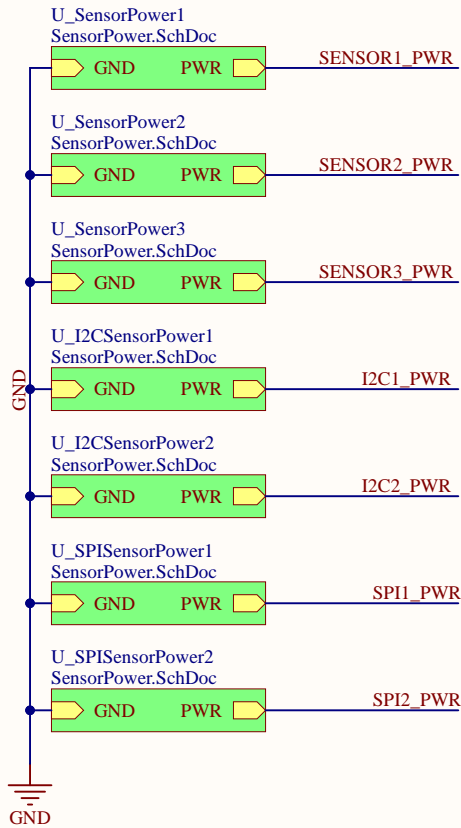 U_SensorPower1
SensorPower.SchDoc
GND PWR SENSOR1_PWR
U_SensorPower2
SensorPower.SchDoc
GND PWR SENSOR2_PWR
U_SensorPower3
SensorPower.SchDoc
GND PWR SENSOR3_PWR
U_I2CSensorPower1
SensorPower.SchDoc
GND GND PWR I2C1_PWR
U_I2CSensorPower2
SensorPower.SchDoc
GND PWR I2C2_PWR
U_SPISensorPower1
SensorPower.SchDoc
GND PWR SPI1_PWR
U_SPISensorPower2
SensorPower.SchDoc
GND PWR SPI2_PWR
GND